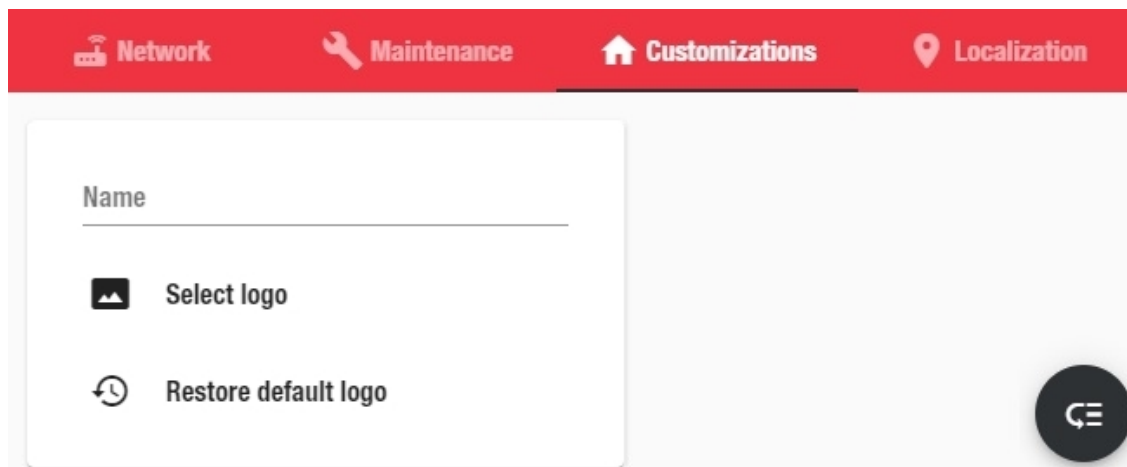 Network Maintenance Customizations Localization
Name
Select logo
Restore default logo